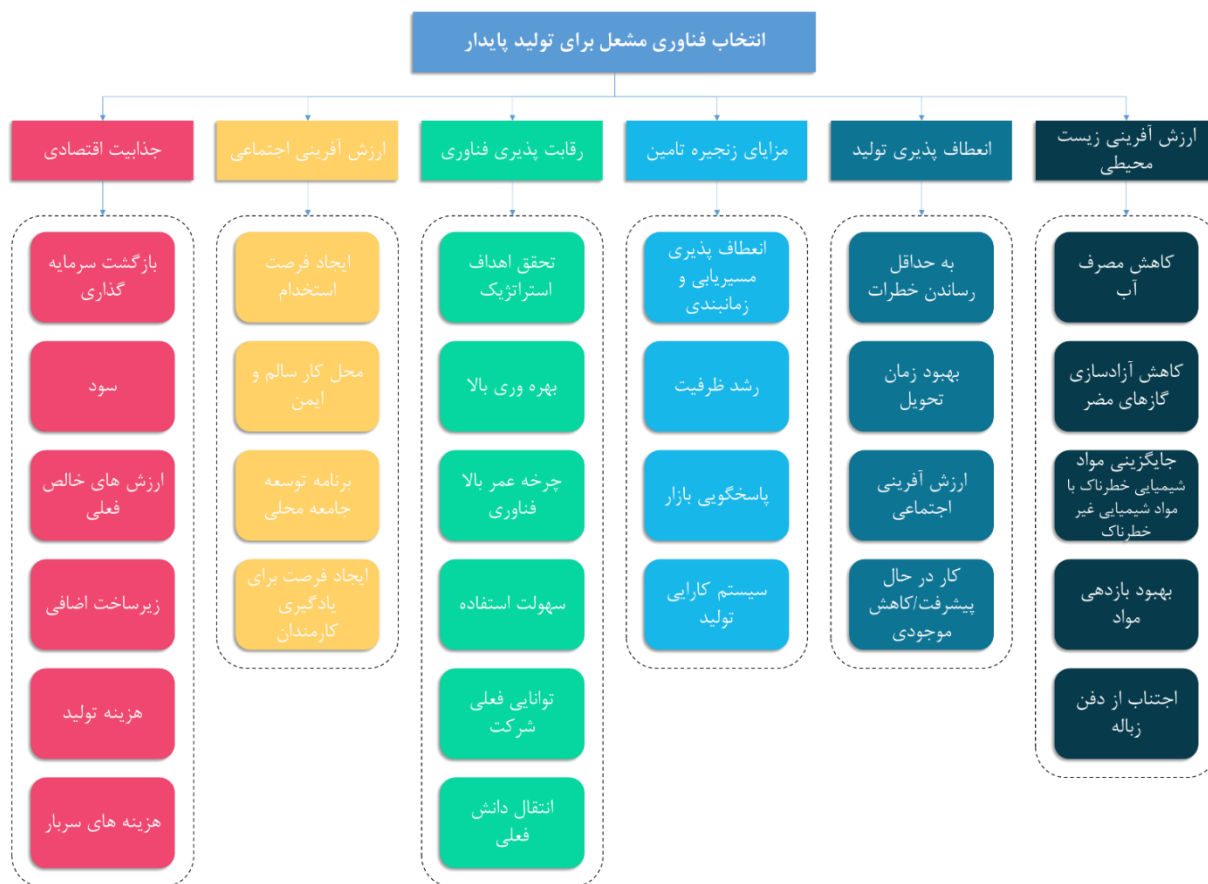 انتخاب فناوری مشعل برای تولید پایدار
ارزش آفرینی زیست
محیطی
انعطاف پذیری تولید
مزایای زنجیره تامین
رقابت پذیری فناوری
ارزش آفرینی اجتماعی
جذابیت اقتصادی
کاهش مصرف
آب
کاهش آزادسازی
گازهای مضر
جایگزینی مواد
شیمیایی خطرناک با
مواد شیمیایی غیر
خطرناک
بهبود بازدهی
مواد
اجتناب از دفن
زباله
به حداقل
رساندن خطرات
بهبود زمان
تحویل
ارزش آفرینی
اجتماعی
کار در حال
پیشرفت/کاهش
موجودی
انعطاف پذیری
مسیریابی و
زمانبندی
رشد ظرفیت
پاسخگویی بازار
سیستم کارایی
تولید
تحقق اهداف
استراتژیک
بهره وری بالا
چرخه عمر بالا
فناوری
سهولت استفاده
توانایی فعلی
شرکت
انتقال دانش
فعلی
ایجاد فرصت
استخدام
محل کار سالم و
ایمن
برنامه توسعه
جامعه محلی
ایجاد فرصت برای
یادگیری
کارمندان
بازگشت سرمایه
گذاری
سود
ارزش های خالص
فعلی
زیرساخت اضافی
هزینه تولید
هزینه های سربار